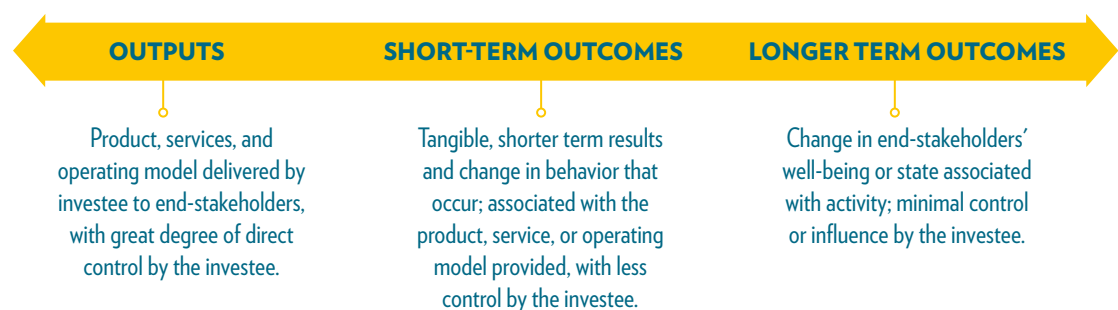 OUTPUTS
SHORT-TERM OUTCOMES
LONGER TERM OUTCOMES
Product, services, and
operating model delivered by
investee to end-stakeholders,
with great degree of direct
control by the investee.
Tangible, shorter term results
and change in behavior that
occur; associated with the
product, service, or operating
model provided, with less
control by the investee.
Change in end-stakeholders’
well-being or state associated
with activity; minimal control
or influence by the investee.